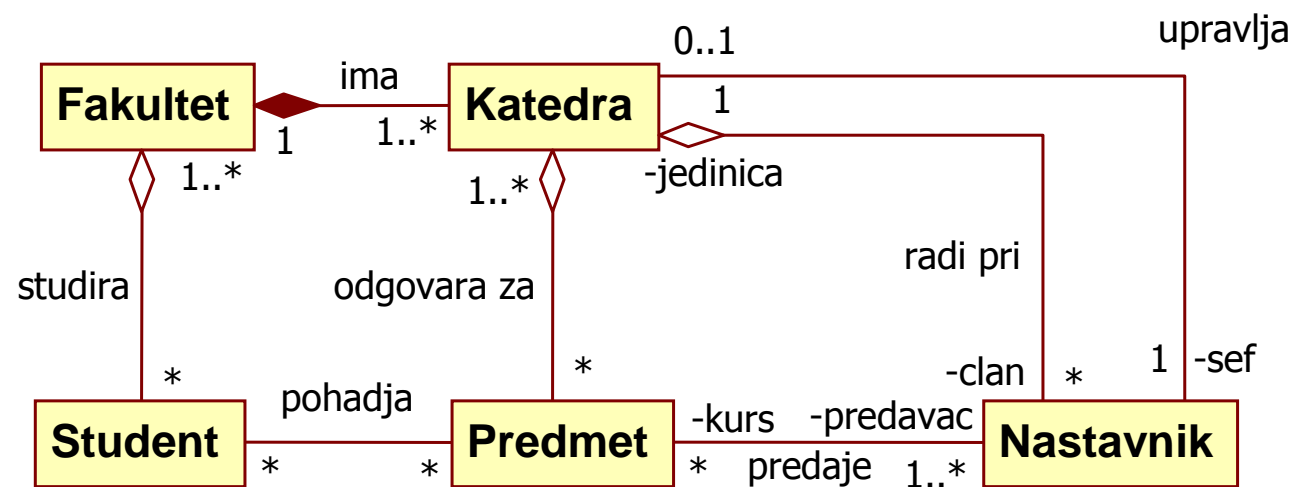 upravlja
0..1
ima
Fakultet
Katedra
1
1
1..*
1..*
1..*
-jedinica
radi pri
studira
odgovara za
*
*
-clan
*
1
-sef
pohadja
-kurs
-predavac
Student
Predmet
Nastavnik
*
*
*
predaje
1..*